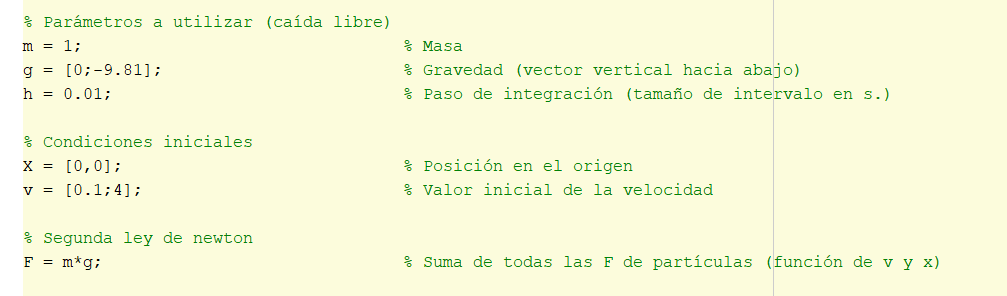 % Parámetros a utilizar (caída libre)
m = 1; % Masa
g = [0;-9.81]; % Gravedad (vector vertical hacia abajo)
h = 0.01; % Paso de integración (tamaño de intervalo en s.)
% Condiciones iniciales
X = [0,0]; % Posición en el origen
v = [0.1;4]; % Valor inicial de la velocidad
% Segunda ley de newton
F = m*g; % Suma de todas las F de partículas (función de v y x)